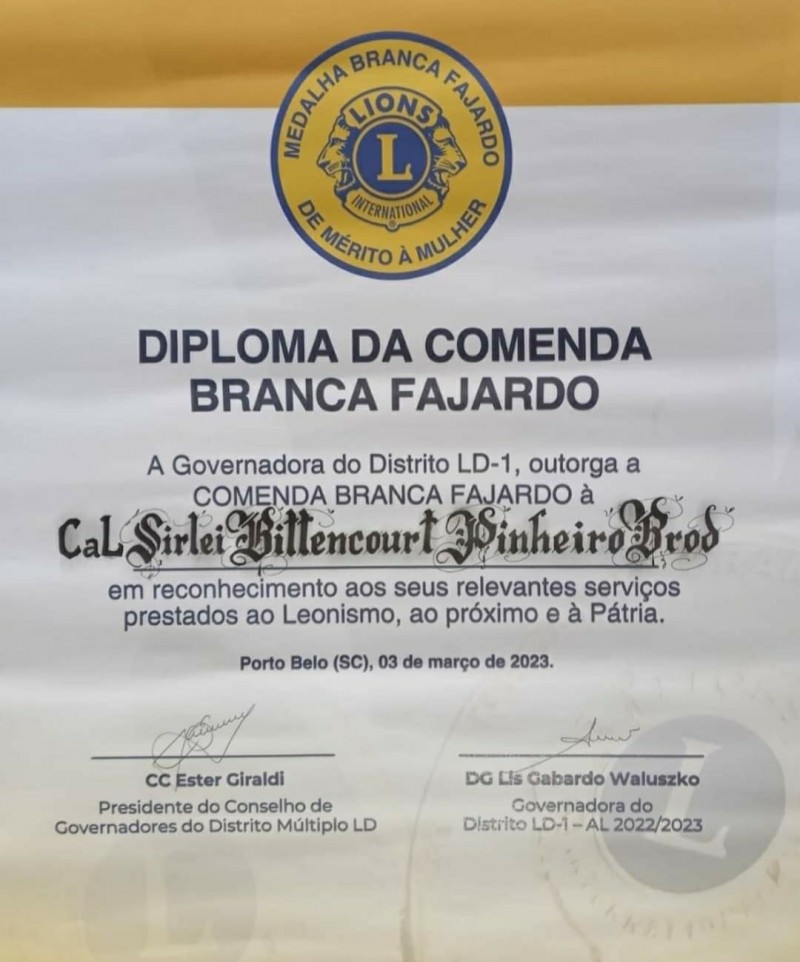 MEDALHA BRANCA FAJARDO
LIONS
L
INTERNATIONAL
DE MÉRITO À MULHER
DIPLOMA DA COMENDA
BRANCA FAJARDO
A Governadora do Distrito LD-1, outorga a
COMENDA BRANCA FAJARDO à
CaL Sirlei Bittencourt Pinheiro Brod
em reconhecimento aos seus relevantes serviços
prestados ao Leonismo, ao próximo e à Pátria.
Porto Belo (SC), 03 de março de 2023.
CC Ester Giraldi
Presidente do Conselho de
Governadores do Distrito Múltiplo LD
DG Lis Gabardo Waluszko
Governadora do
Distrito LD-1 – AL 2022/2023
L